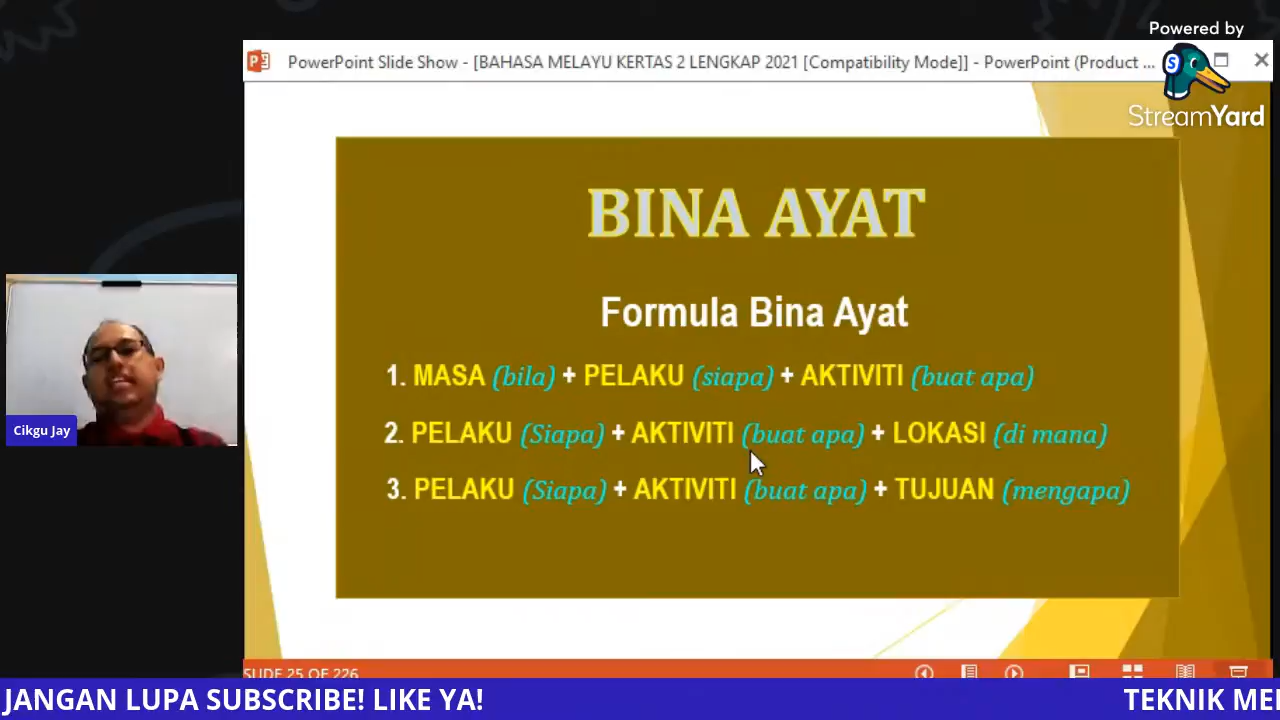 Powered by
StreamYard
PowerPoint Slide Show - [BAHASA MELAYU KERTAS 2 LENGKAP 2021 [Compatibility Mode]] - PowerPoint (Product ...
BINA AYAT
Formula Bina Ayat
1. MASA (bila) + PELAKU (siapa) + AKTIVITI (buat apa)
2. PELAKU (Siapa) + AKTIVITI (buat apa) + LOKASI (di mana)
3. PELAKU (Siapa) + AKTIVITI (buat apa) + TUJUAN (mengapa)
Cikgu Jay
SLIDE 25 OF 226
JANGAN LUPA SUBSCRIBE! LIKE YA!
TEKNIK